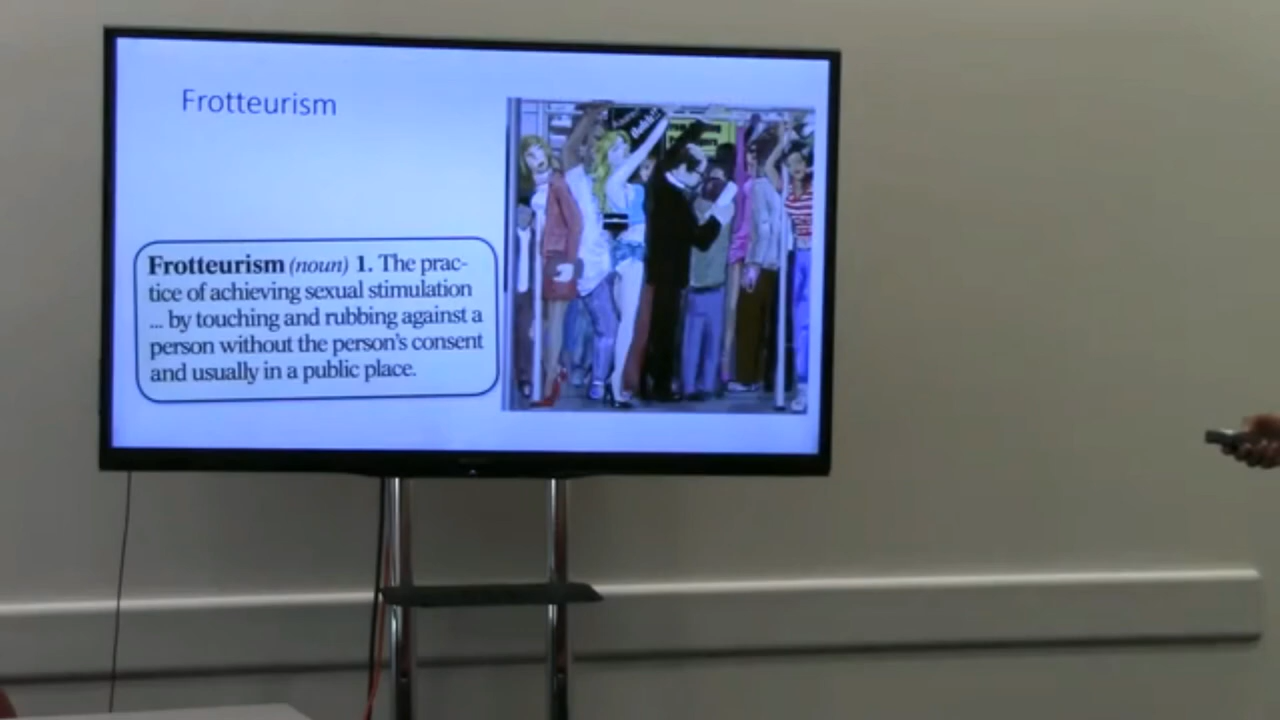 Frotteurism
Frotteurism (noun) 1. The prac-
tice of achieving sexual stimulation
... by touching and rubbing against a
person without the person's consent
and usually in a public place.